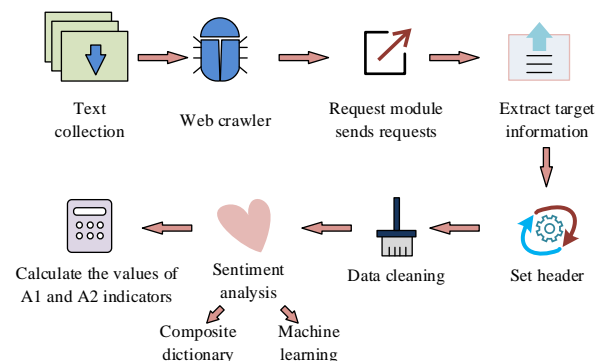 Text
collection
Web crawler
Request module
sends requests
Extract target
information
Calculate the values of
A1 and A2 indicators
Sentiment
analysis
Data cleaning
Set header
Composite
dictionary
Machine
learning